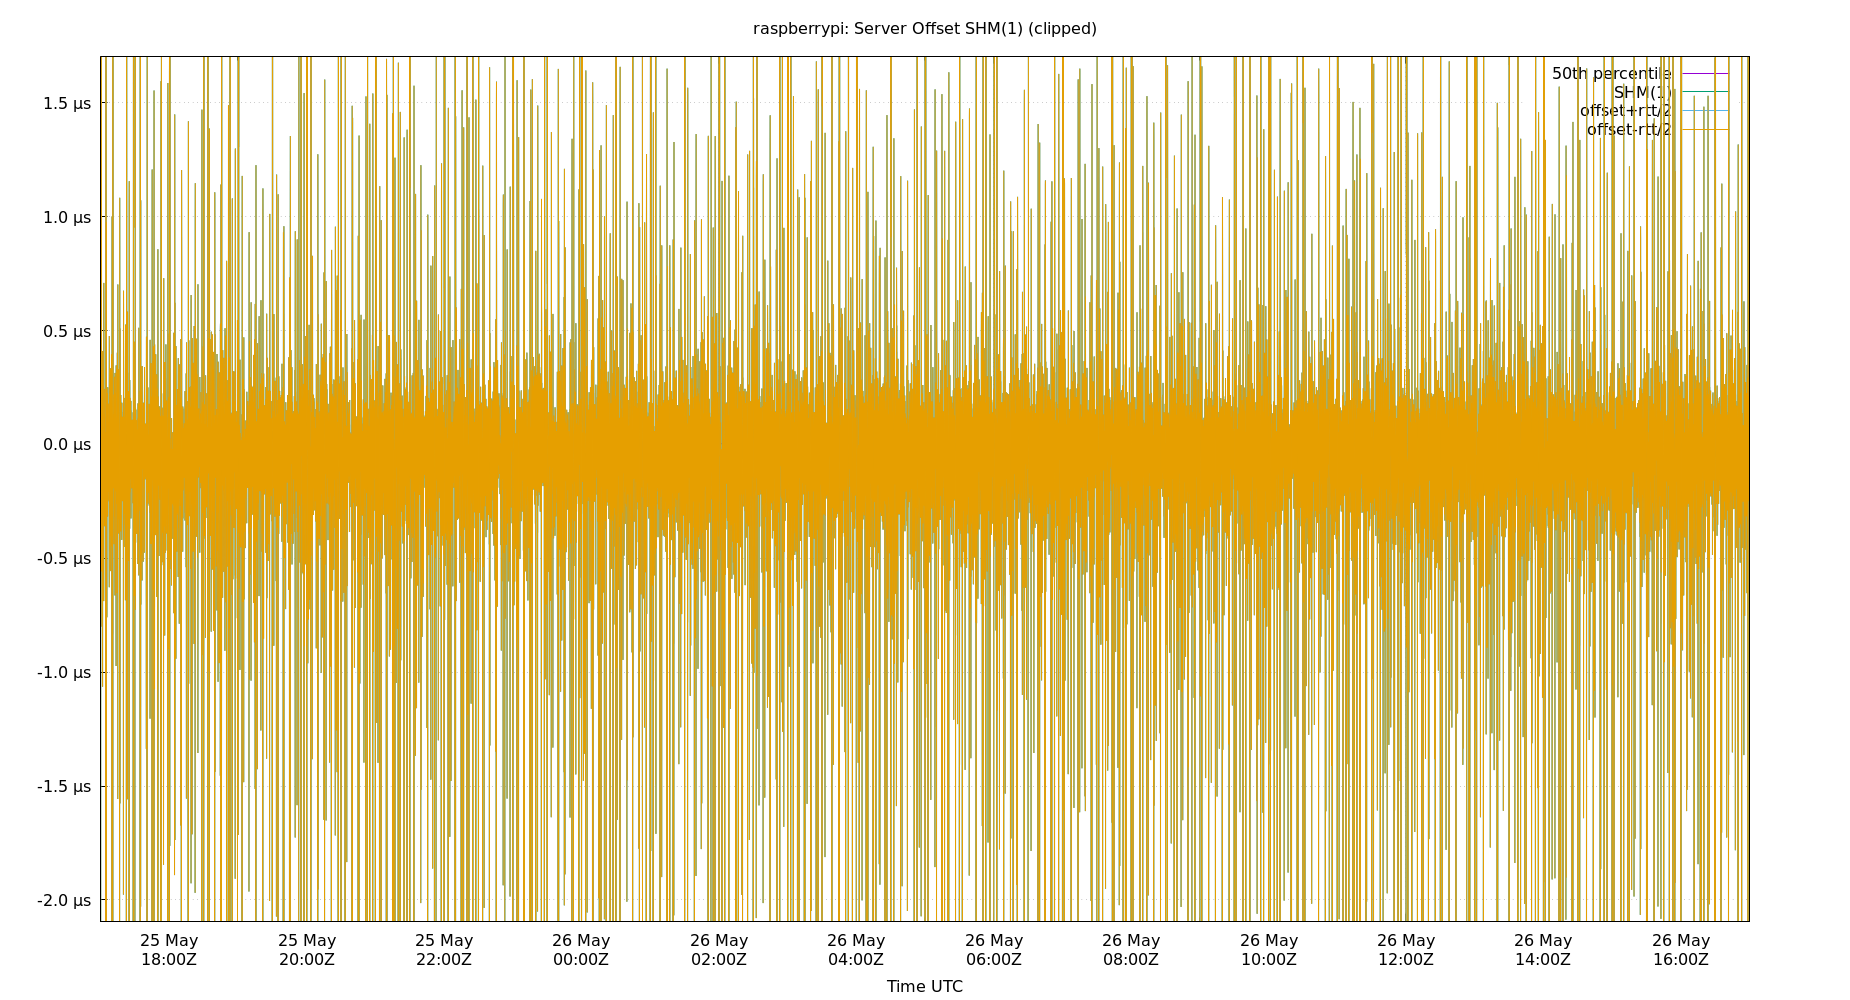 raspberrypi: Server Offset SHM(1) (clipped)
50th percentile
SHM(1)
offset+rtt/2
offset-rtt/2
1.5 µs
1.0 µs
0.5 µs
0.0 µs
-0.5 µs
-1.0 µs
-1.5 µs
-2.0 µs
25 May 25 May 25 May 26 May 26 May 26 May 26 May 26 May 26 May 26 May 26 May 26 May
18:00Z 20:00Z 22:00Z 00:00Z 02:00Z 04:00Z 06:00Z 08:00Z 10:00Z 12:00Z 14:00Z 16:00Z
Time UTC